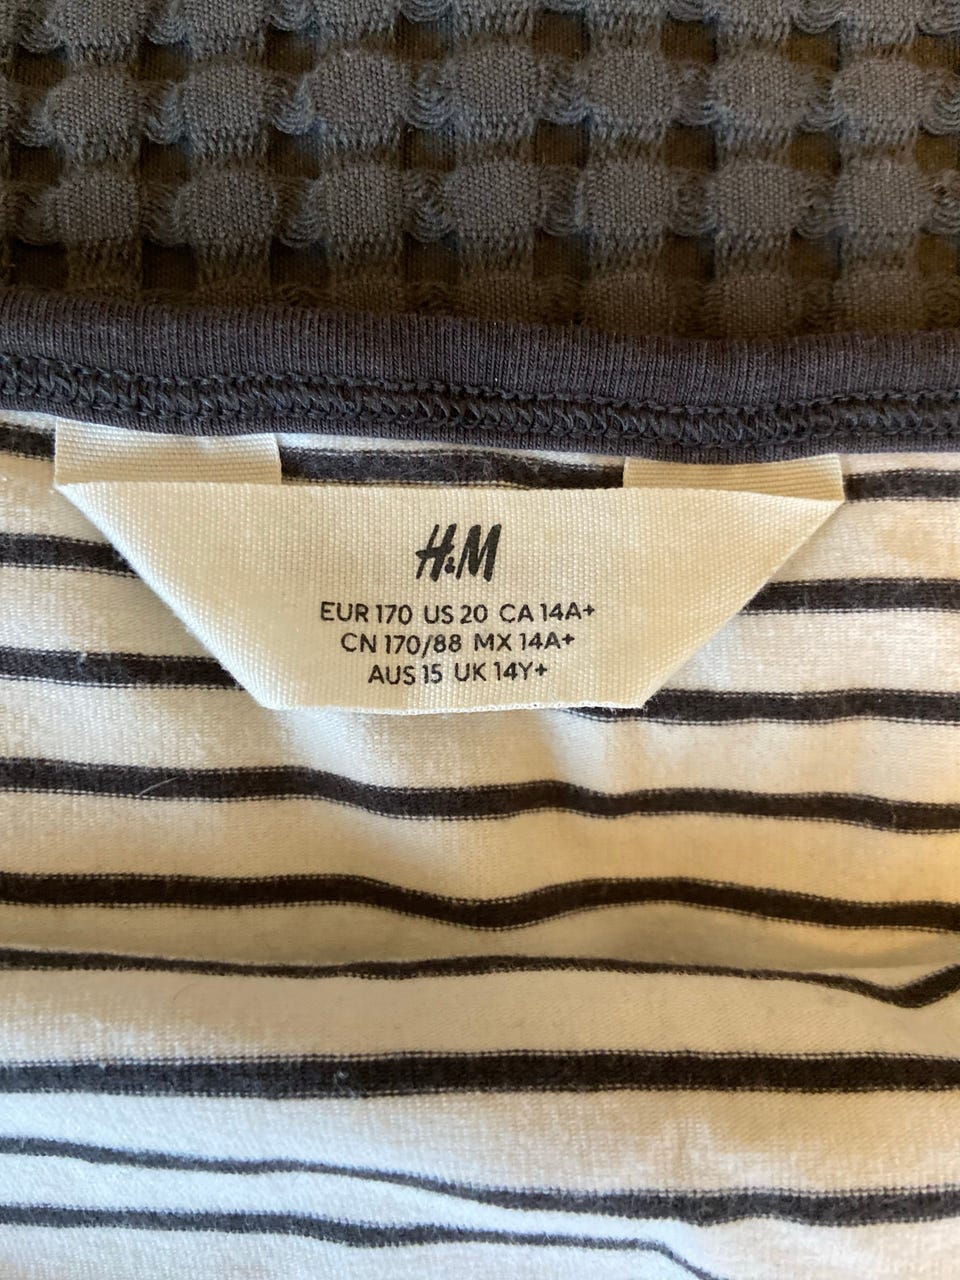 H&M
EUR 170 US 20 CA 14A+
CN 170/88 MX 14A+
AUS 15 UK 14Y+